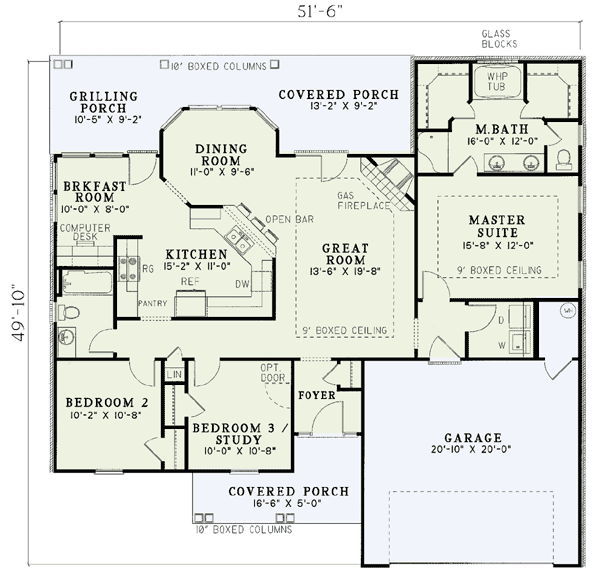 51'-6"
GLASS
BLOCKS
10" BOXED COLUMNS
GRILLING
PORCH
10'-5" X 9'-2"
COVERED PORCH
13'-2" X 9'-2"
WHP
TUB
M.BATH
16'-0" X 12'-0"
DINING
ROOM
11'-0" X 9'-6"
BRKFAST
ROOM
10'-0" X 8'-0"
GAS
FIREPLACE
MASTER
SUITE
15'-8" X 12'-0"
9' BOXED CEILING
OPEN BAR
COMPUTER
DESK
KITCHEN
15'-2" X 11'-0"
GREAT
ROOM
13'-6" X 19'-8"
RG
REF
DW
PANTRY
9' BOXED CEILING
49'-10"
D
W
WH
LIN
OPT.
DOOR
FOYER
BEDROOM 2
10'-2" X 10'-8"
BEDROOM 3 /
STUDY
10'-0" X 10'-8"
GARAGE
20'-10" X 20'-0"
COVERED PORCH
16'-6" X 5'-0"
10" BOXED COLUMNS